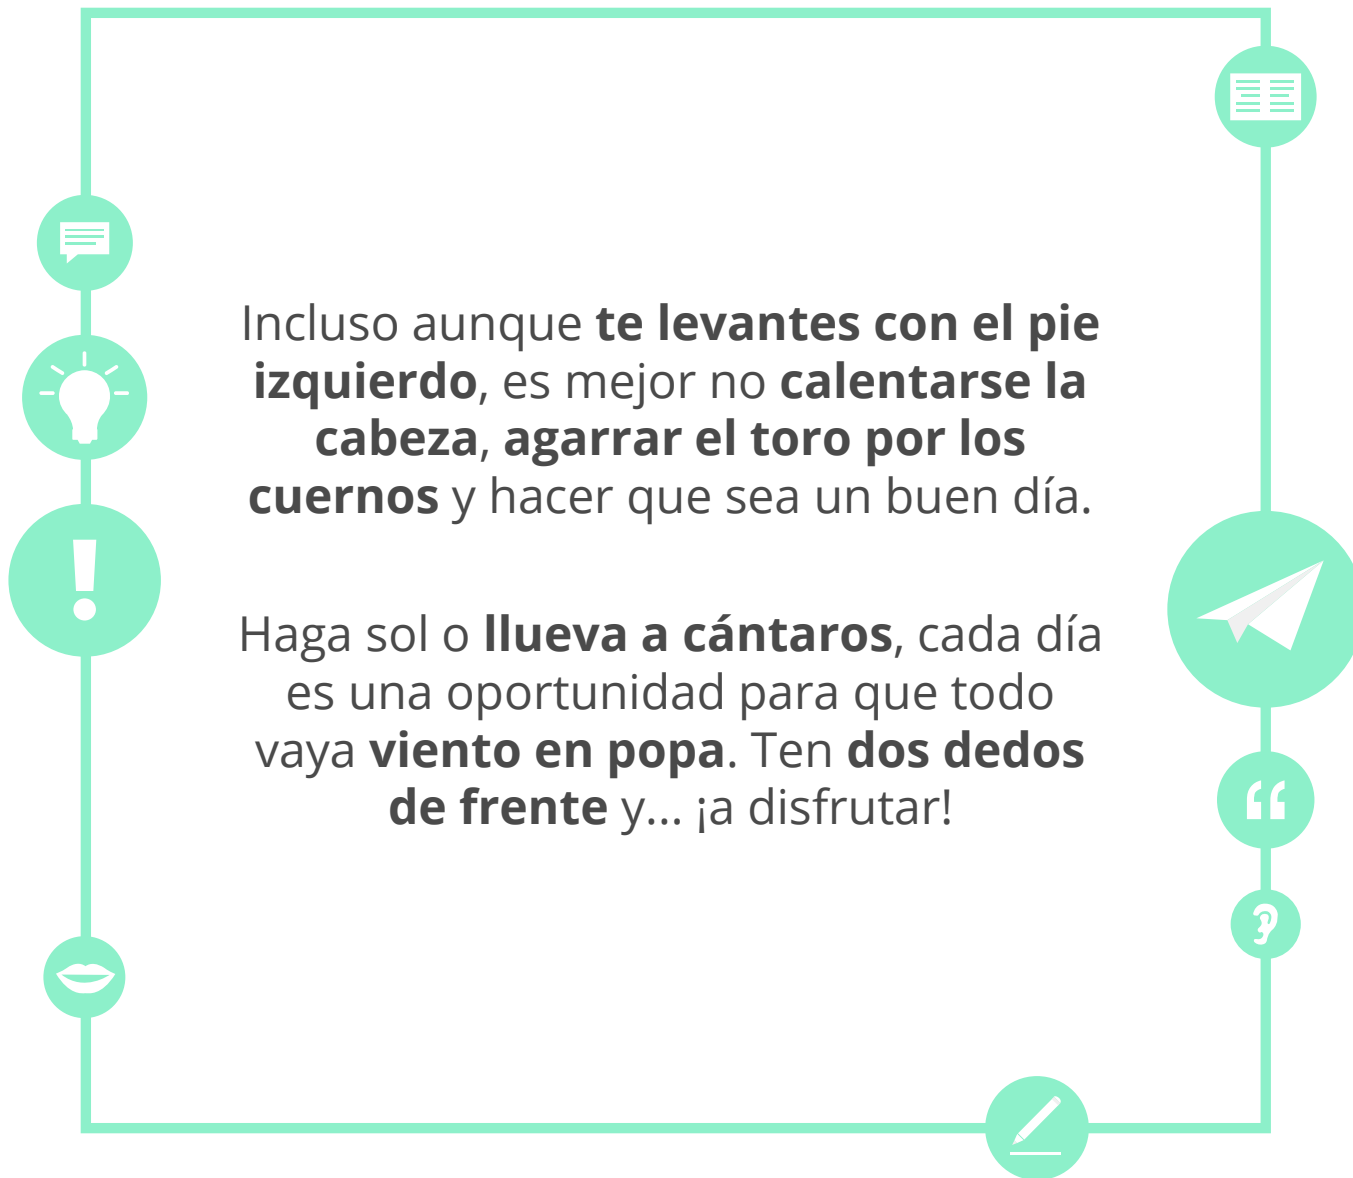 Incluso aunque te levantes con el pie
izquierdo, es mejor no calentarse la
cabeza, agarrar el toro por los
cuernos y hacer que sea un buen día.
Haga sol o llueva a cántaros, cada día
es una oportunidad para que todo
vaya viento en popa. Ten dos dedos
de frente y... ¡a disfrutar!